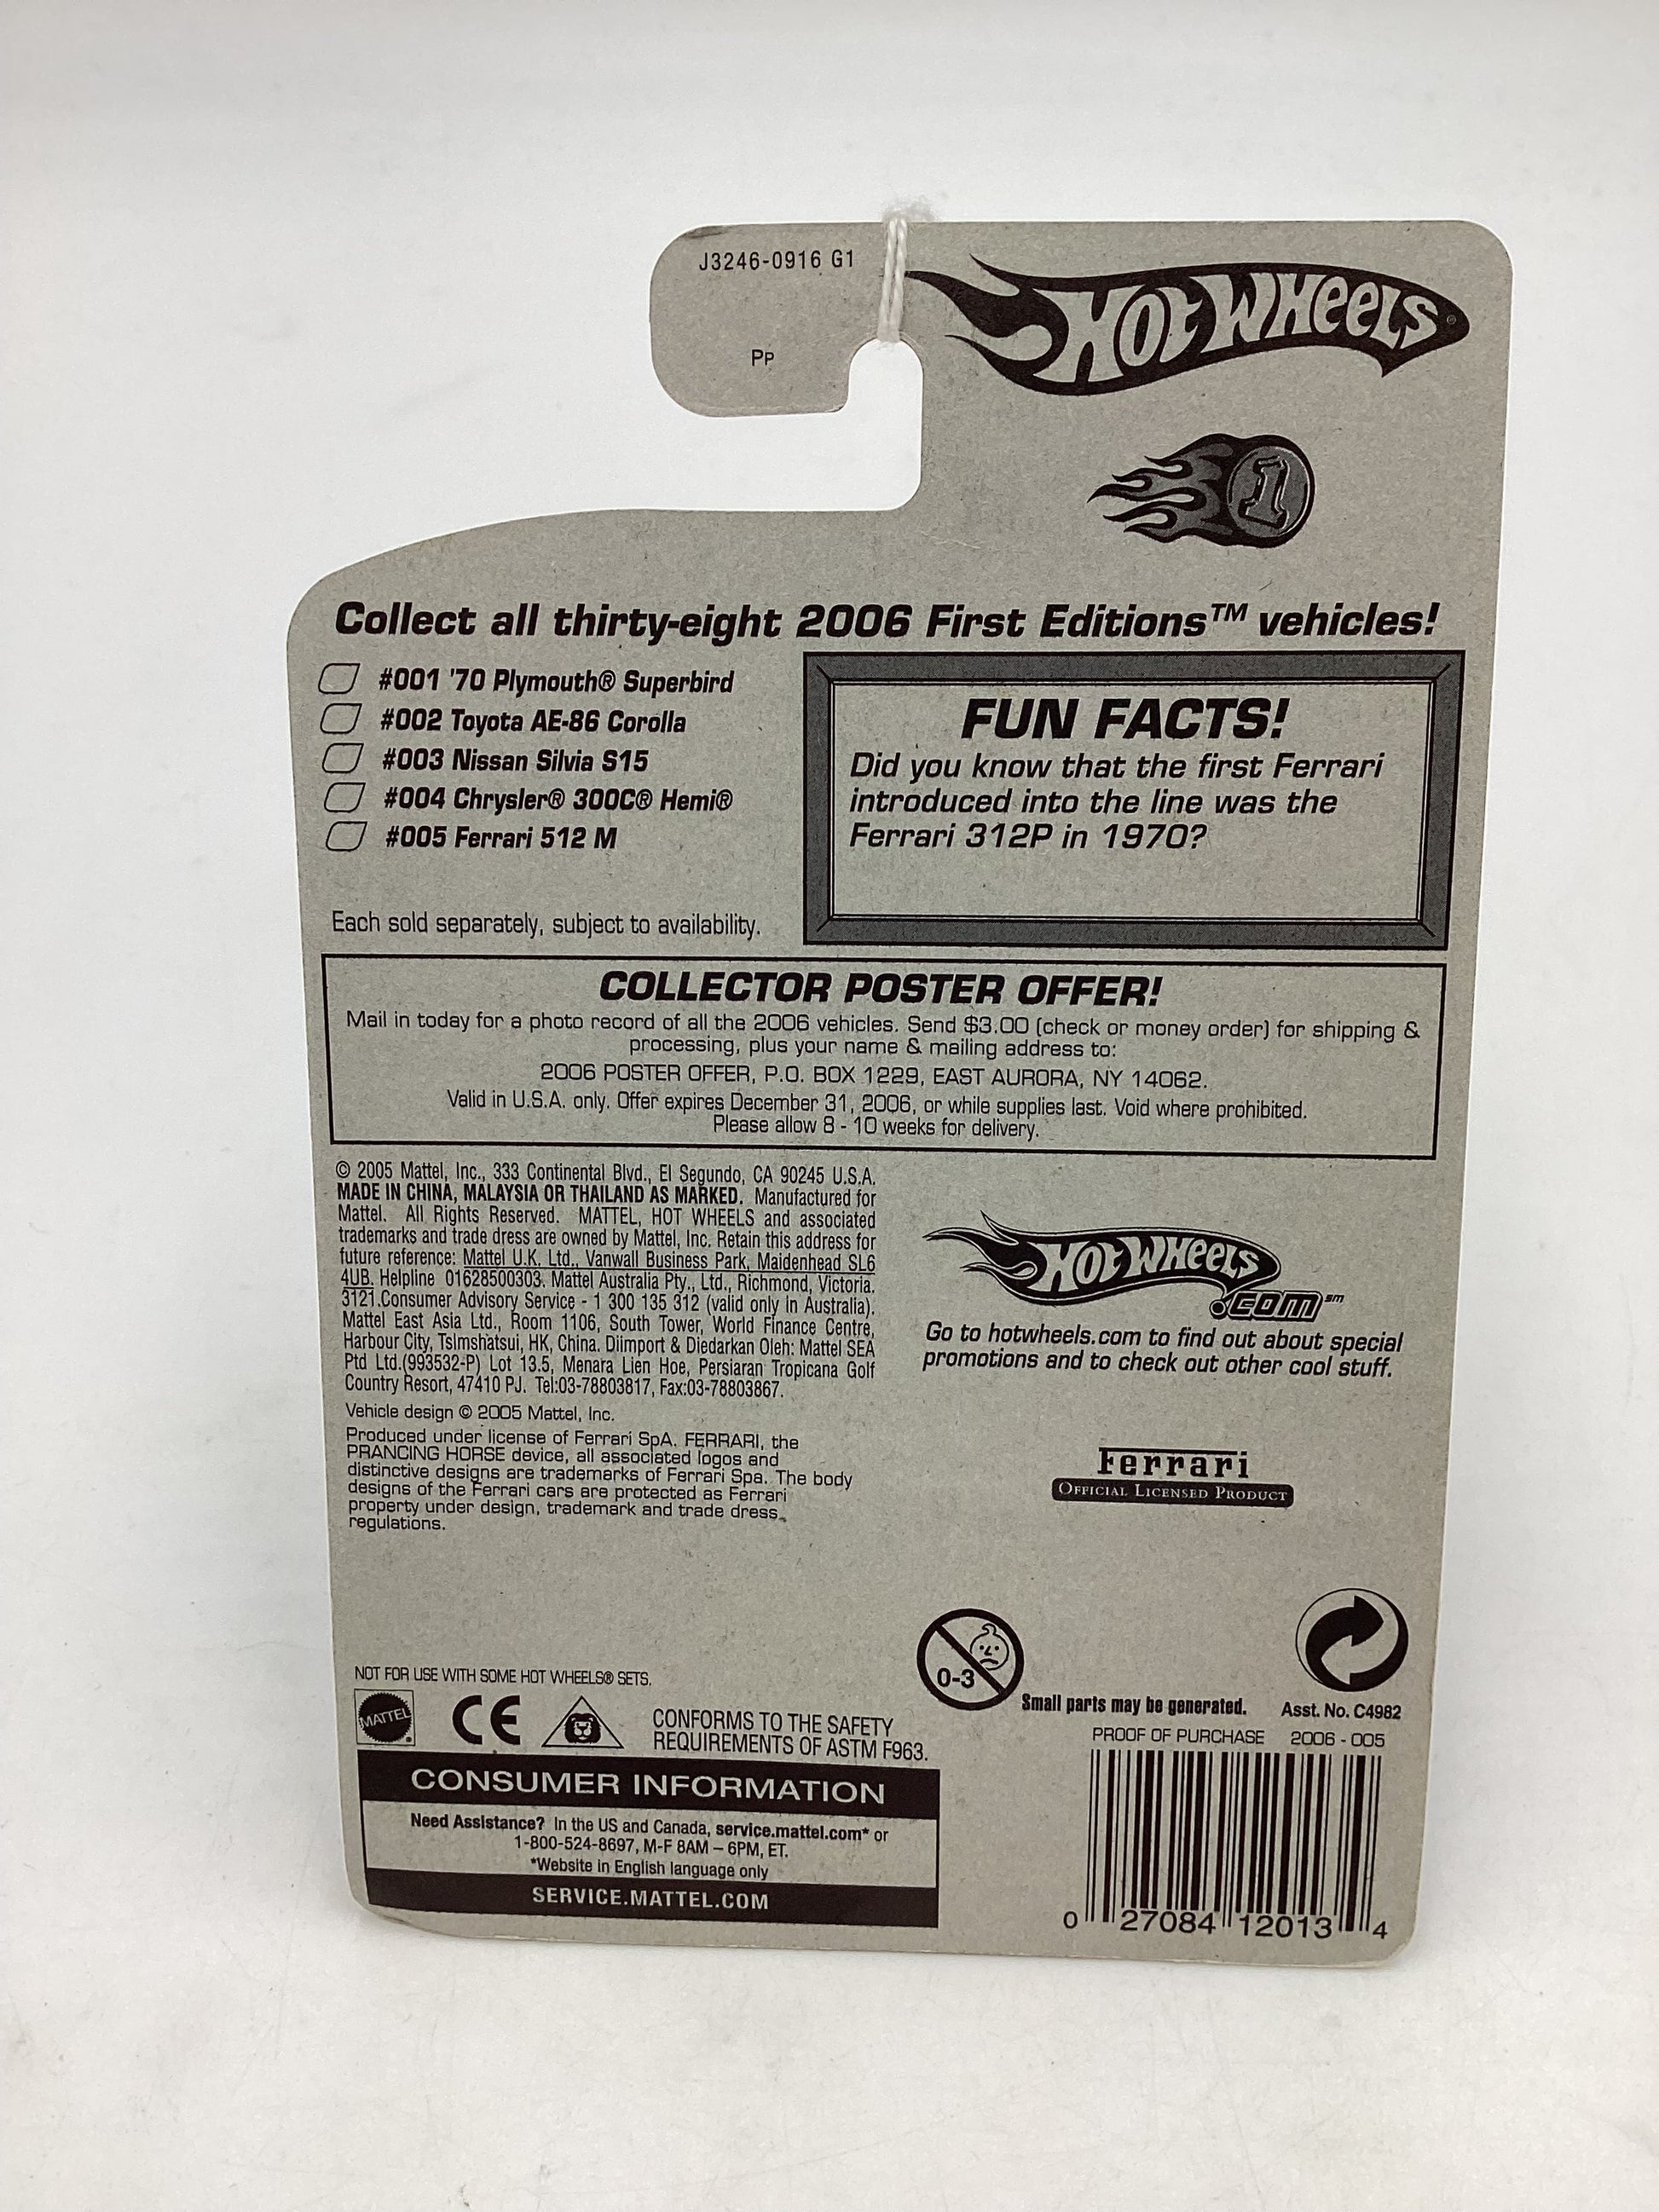 J3246-0916 G1
PP
HOT WHEELS®
1
Collect all thirty-eight 2006 First Editions™ vehicles!
#001 '70 Plymouth® Superbird
#002 Toyota AE-86 Corolla
#003 Nissan Silvia S15
#004 Chrysler® 300C® Hemi®
#005 Ferrari 512 M
Each sold separately, subject to availability.
FUN FACTS!
Did you know that the first Ferrari
introduced into the line was the
Ferrari 312P in 1970?
COLLECTOR POSTER OFFER!
Mail in today for a photo record of all the 2006 vehicles. Send $3.00 (check or money order) for shipping &
processing, plus your name & mailing address to:
2006 POSTER OFFER, P.O. BOX 1229, EAST AURORA, NY 14062.
Valid in U.S.A. only. Offer expires December 31, 2006, or while supplies last. Void where prohibited.
Please allow 8 - 10 weeks for delivery.
© 2005 Mattel, Inc., 333 Continental Blvd., El Segundo, CA 90245 U.S.A.
MADE IN CHINA, MALAYSIA OR THAILAND AS MARKED. Manufactured for
Mattel. All Rights Reserved. MATTEL, HOT WHEELS and associated
trademarks and trade dress are owned by Mattel, Inc. Retain this address for
future reference: Mattel U.K. Ltd., Vanwall Business Park, Maidenhead SL6
4UB. Helpline 01628500303. Mattel Australia Pty., Ltd., Richmond, Victoria.
3121.Consumer Advisory Service - 1 300 135 312 (valid only in Australia).
Mattel East Asia Ltd., Room 1106, South Tower, World Finance Centre,
Harbour City, Tsimshatsui, HK, China. Diimport & Diedarkan Oleh: Mattel SEA
Ptd Ltd.(993532-P) Lot 13.5, Menara Lien Hoe, Persiaran Tropicana Golf
Country Resort, 47410 PJ. Tel:03-78803817, Fax:03-78803867.
Vehicle design © 2005 Mattel, Inc.
Produced under license of Ferrari SpA. FERRARI, the
PRANCING HORSE device, all associated logos and
distinctive designs are trademarks of Ferrari Spa. The body
designs of the Ferrari cars are protected as Ferrari
property under design, trademark and trade dress
regulations.
HOT WHEELS
.COM℠
Go to hotwheels.com to find out about special
promotions and to check out other cool stuff.
Ferrari
OFFICIAL LICENSED PRODUCT
NOT FOR USE WITH SOME HOT WHEELS® SETS.
MATTEL
CE
CONFORMS TO THE SAFETY
REQUIREMENTS OF ASTM F963.
0-3
Small parts may be generated.
Asst. No. C4982
PROOF OF PURCHASE 2006 - 005
CONSUMER INFORMATION
Need Assistance? In the US and Canada, service.mattel.com* or
1-800-524-8697, M-F 8AM – 6PM, ET.
*Website in English language only
SERVICE.MATTEL.COM
0 27084 12013 4